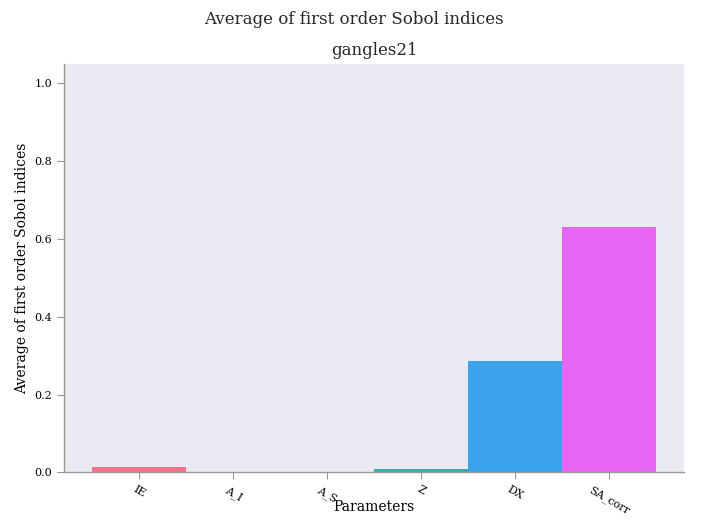 Average of first order Sobol indices
gangles21
Average of first order Sobol indices
1.0
0.8
0.6
0.4
0.2
0.0
IE
A_I
A_S
Z
DX
SA_corr
Parameters